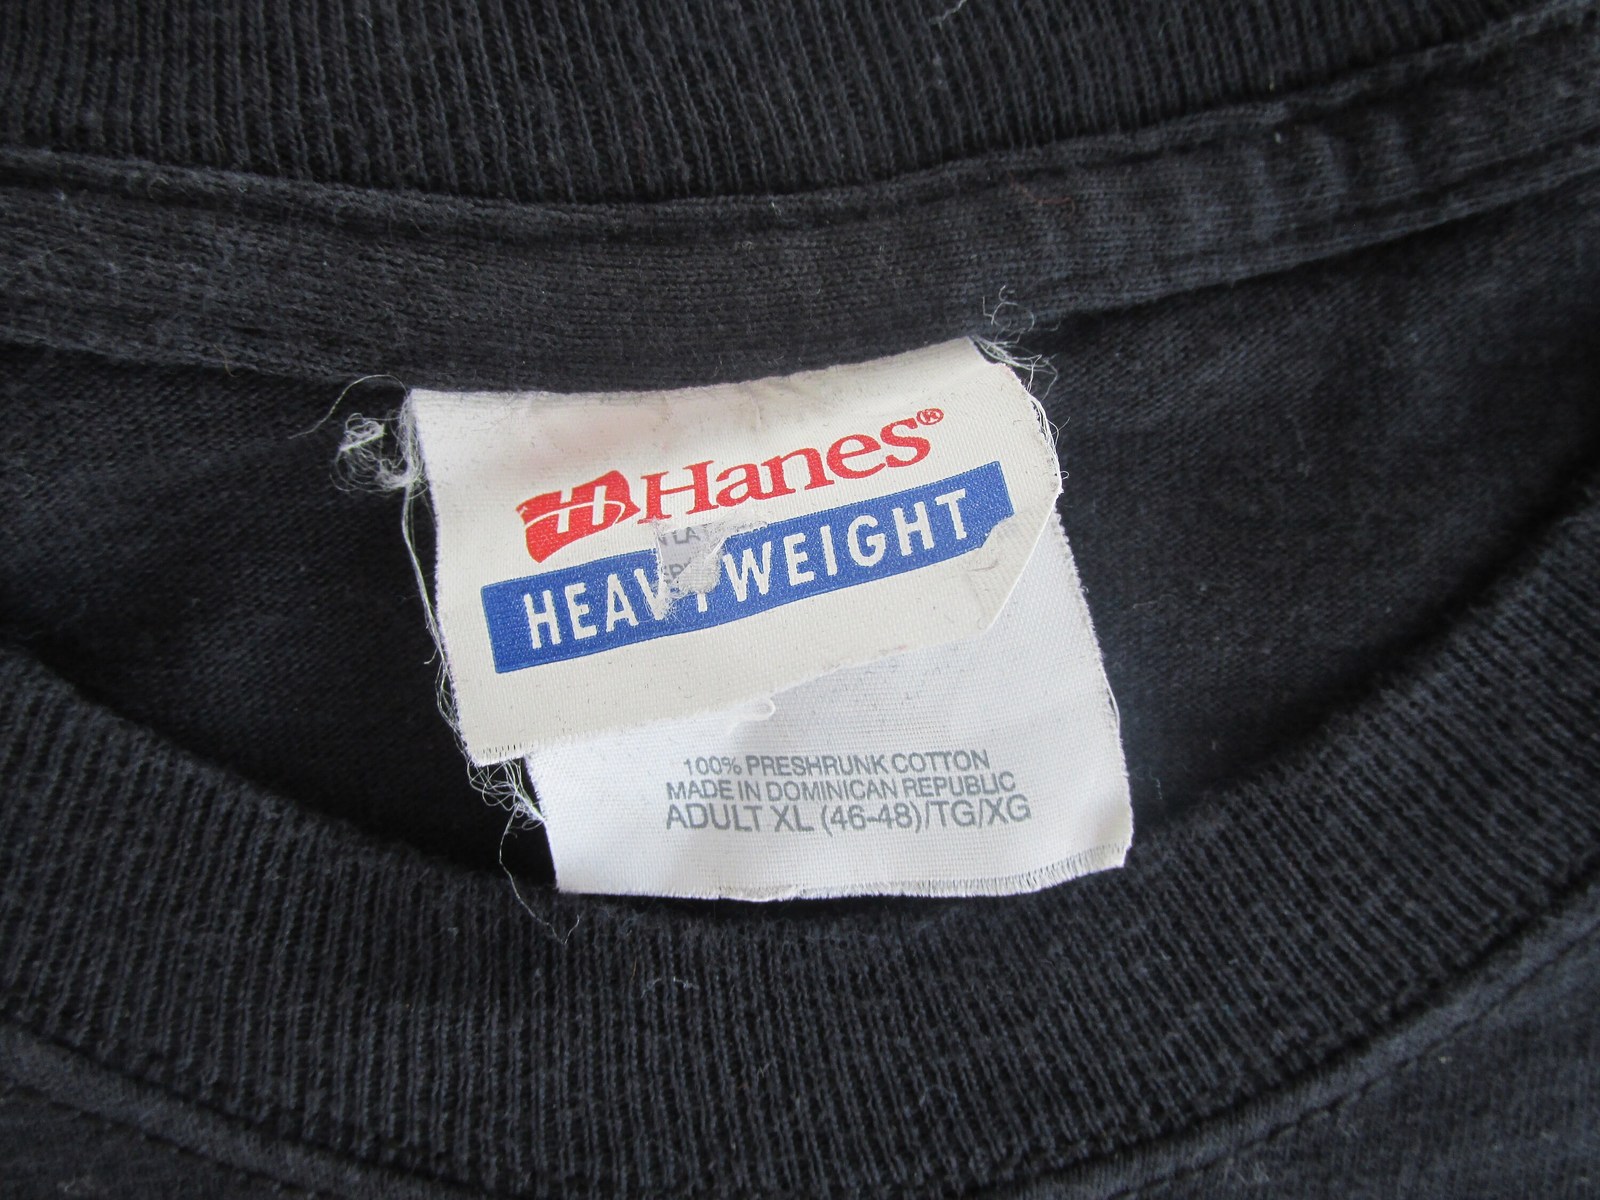 H Hanes®
HEAVYWEIGHT
100% PRESHRUNK COTTON
MADE IN DOMINICAN REPUBLIC
ADULT XL (46-48)/TG/XG